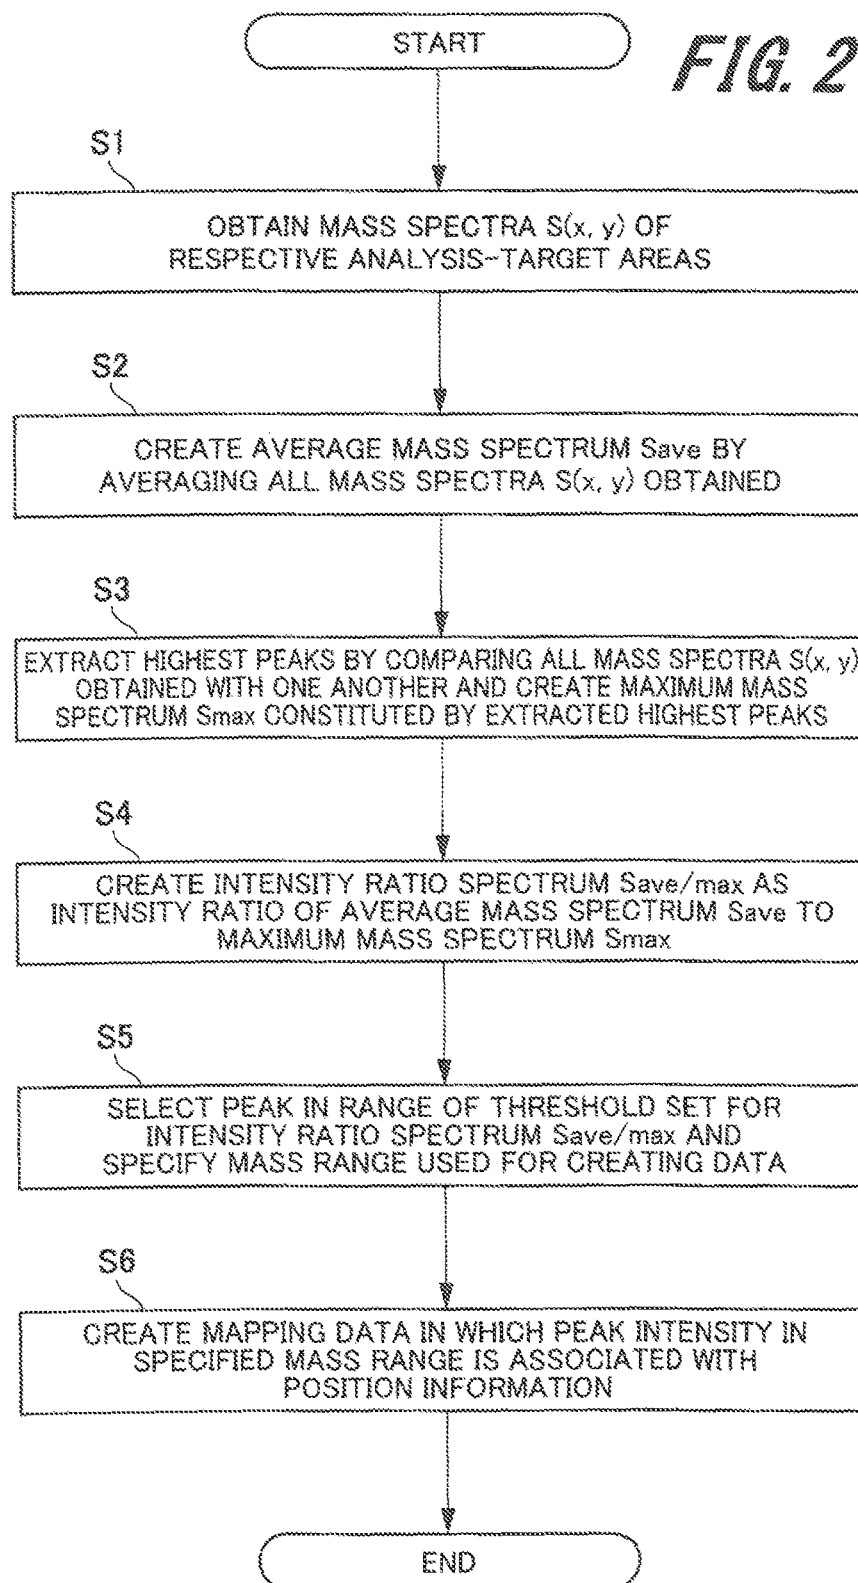 START
FIG. 2
S1
OBTAIN MASS SPECTRA S(x, y) OF
RESPECTIVE ANALYSIS-TARGET AREAS
S2
CREATE AVERAGE MASS SPECTRUM Save BY
AVERAGING ALL MASS SPECTRA S(x, y) OBTAINED
S3
EXTRACT HIGHEST PEAKS BY COMPARING ALL MASS SPECTRA S(x, y)
OBTAINED WITH ONE ANOTHER AND CREATE MAXIMUM MASS
SPECTRUM Smax CONSTITUTED BY EXTRACTED HIGHEST PEAKS
S4
CREATE INTENSITY RATIO SPECTRUM Save/max AS
INTENSITY RATIO OF AVERAGE MASS SPECTRUM Save TO
MAXIMUM MASS SPECTRUM Smax
S5
SELECT PEAK IN RANGE OF THRESHOLD SET FOR
INTENSITY RATIO SPECTRUM Save/max AND
SPECIFY MASS RANGE USED FOR CREATING DATA
S6
CREATE MAPPING DATA IN WHICH PEAK INTENSITY IN
SPECIFIED MASS RANGE IS ASSOCIATED WITH
POSITION INFORMATION
END